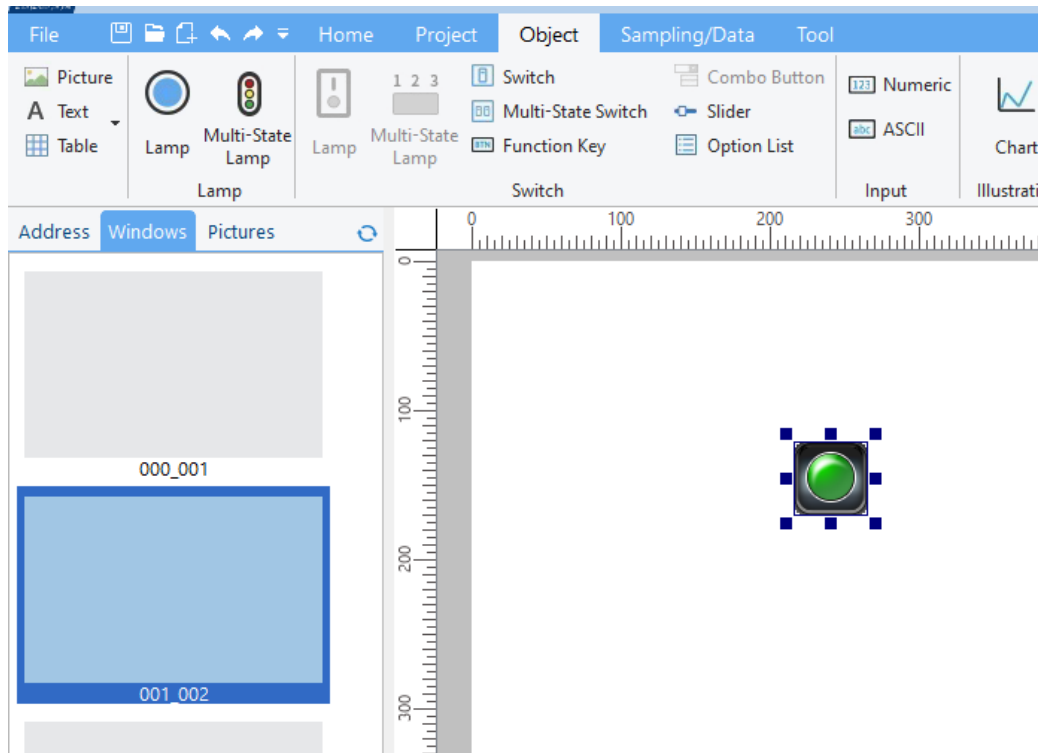 File Home Project Object Sampling/Data Tool
Picture
A Text
Table
Lamp
Multi-State
Lamp
Lamp
Lamp
1 2 3
Multi-State
Lamp
Switch
Multi-State Switch
BTN Function Key
Combo Button
Slider
Option List
Switch
123 Numeric
abc ASCII
Input
Chart
Illustrati
Address Windows Pictures
000_001
001_002
0 100 200 300
0
100
200
300